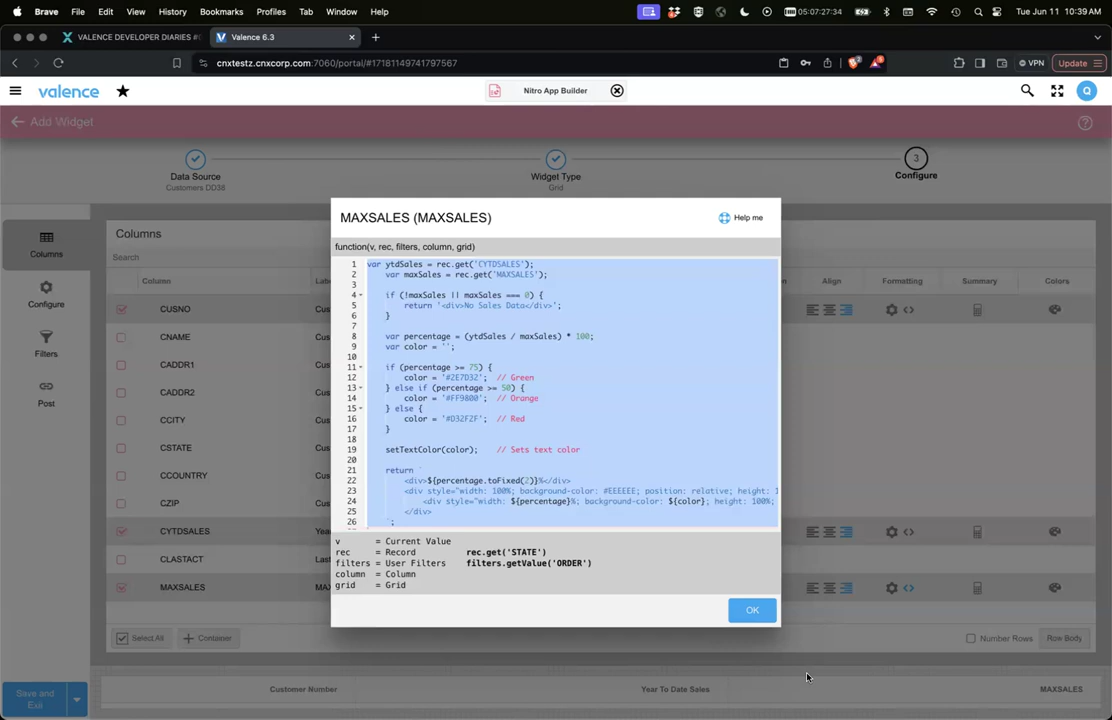 Brave File Edit View History Bookmarks Profiles Tab Window Help 05:07:27:34 Tue Jun 11 10:39 AM
VALENCE DEVELOPER DIARIES Valence 6.3
cnxtestz.cnxcorp.com:7060/portal/#17181149741797567 VPN Update
valence Nitro App Builder Q
Add Widget
Data Source
Customers DD38
Widget Type
Grid
3
Configure
Columns
Configure
Filters
Post
Columns
Search
Column Align Formatting Summary Colors
CUSNO
CNAME
CADDR1
CADDR2
CCITY
CSTATE
CCOUNTRY
CZIP
CYTDSALES
CLASTACT
MAXSALES
MAXSALES (MAXSALES) Help me
function(v, rec, filters, column, grid)
1 var ytdSales = rec.get('CYTDSALES');
2 var maxSales = rec.get('MAXSALES');
3
4 if (!maxSales || maxSales === 0) {
5 return '<div>No Sales Data</div>';
6 }
7
8 var percentage = (ytdSales / maxSales) * 100;
9 var color = '';
10
11 if (percentage >= 75) {
12 color = '#2E7D32'; // Green
13 } else if (percentage >= 50) {
14 color = '#FF9800'; // Orange
15 } else {
16 color = '#D32F2F'; // Red
17 }
18
19 setTextColor(color); // Sets text color
20
21 return `
22 <div>${percentage.toFixed(2)}%</div>
23 <div style="width: 100%; background-color: #EEEEEE; position: relative; height: 1
24 <div style="width: ${percentage}%; background-color: ${color}; height: 100%;
25 </div>
26 `;
v = Current Value
rec = Record rec.get('STATE')
filters = User Filters filters.getValue('ORDER')
column = Column
grid = Grid
OK
Select All Container Number Rows Row Body
Save and
Exit
Customer Number Year To Date Sales MAXSALES